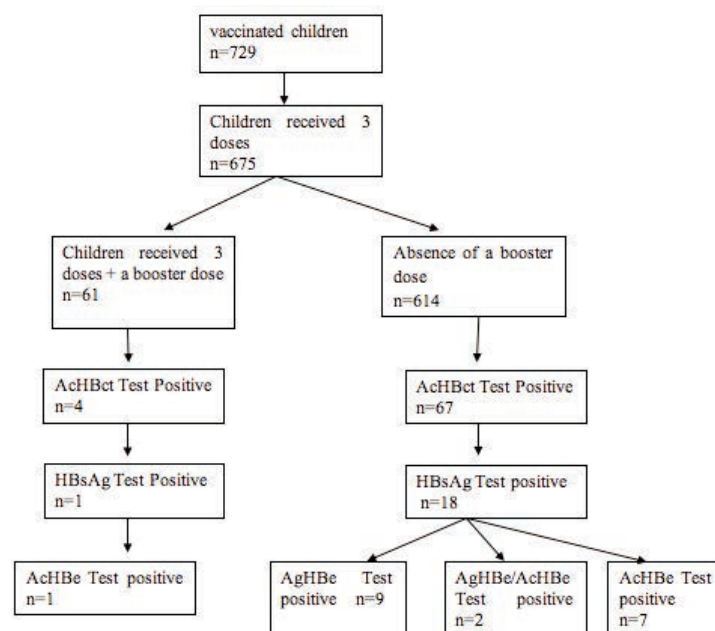 vaccinated children
n=729
Children received 3
doses
n=675
Children received 3
doses + a booster dose
n=61
Absence of a booster
dose
n=614
AcHBct Test Positive
n=4
AcHBct Test Positive
n=67
HBsAg Test Positive
n=1
HBsAg Test positive
n=18
AcHBe Test positive
n=1
AgHBe Test
positive n=9
AgHBe/AcHBe
Test positive
n=2
AcHBe Test
positive
n=7